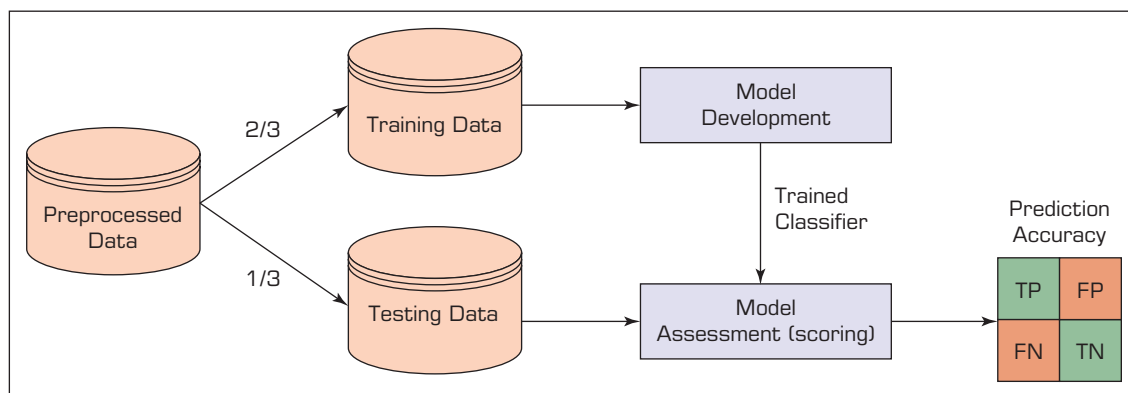 Preprocessed
Data
2/3
1/3
Training Data
Testing Data
Model
Development
Trained
Classifier
Model
Assessment (scoring)
Prediction
Accuracy
TP FP
FN TN